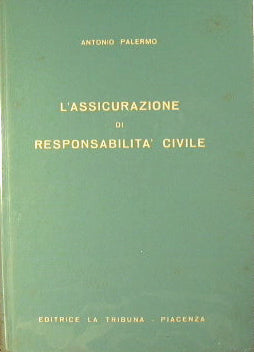 ANTONIO PALERMO
L'ASSICURAZIONE
DI
RESPONSABILITA' CIVILE
EDITRICE LA TRIBUNA - PIACENZA